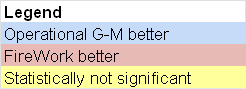 Legend
Operational G-M better
FireWork better
Statistically not significant